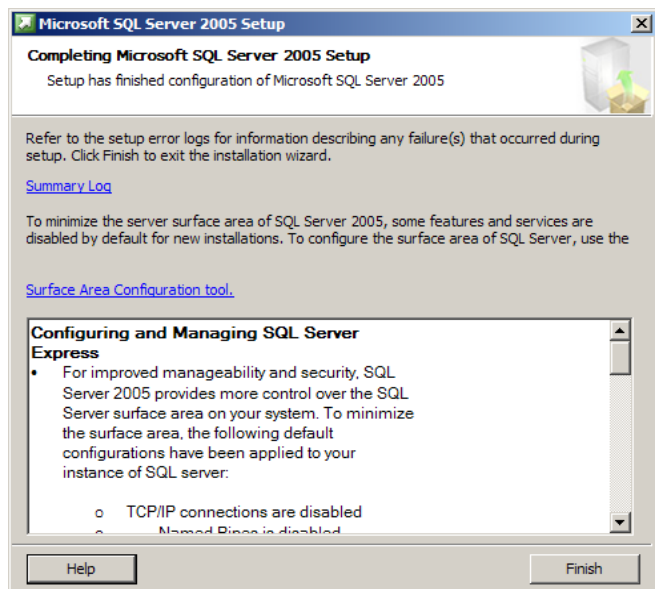 Microsoft SQL Server 2005 Setup
Completing Microsoft SQL Server 2005 Setup
Setup has finished configuration of Microsoft SQL Server 2005
Refer to the setup error logs for information describing any failure(s) that occurred during
setup. Click Finish to exit the installation wizard.
Summary Log
To minimize the server surface area of SQL Server 2005, some features and services are
disabled by default for new installations. To configure the surface area of SQL Server, use the
Surface Area Configuration tool.
Configuring and Managing SQL Server
Express
• For improved manageability and security, SQL
Server 2005 provides more control over the SQL
Server surface area on your system. To minimize
the surface area, the following default
configurations have been applied to your
instance of SQL server:
o TCP/IP connections are disabled
o Named Pipes is disabled
Help
Finish